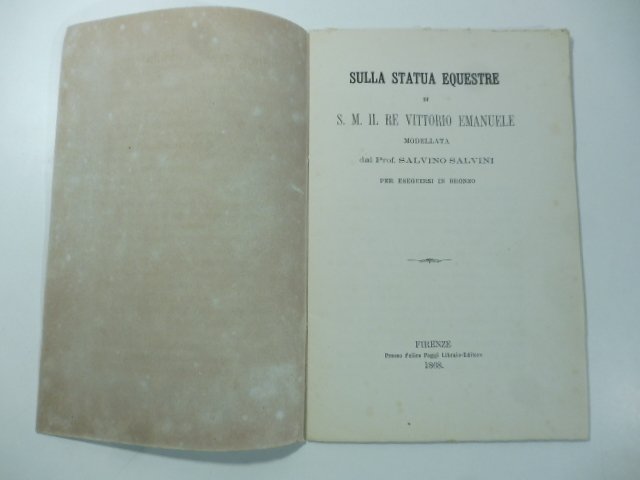 SULLA STATUA EQUESTRE
DI
S. M. IL RE VITTORIO EMANUELE
MODELLATA
dal Prof. SALVINO SALVINI
PER ESEGUIRSI IN BRONZO
FIRENZE
Presso Felice Paggi Libraio-Editore
1868.